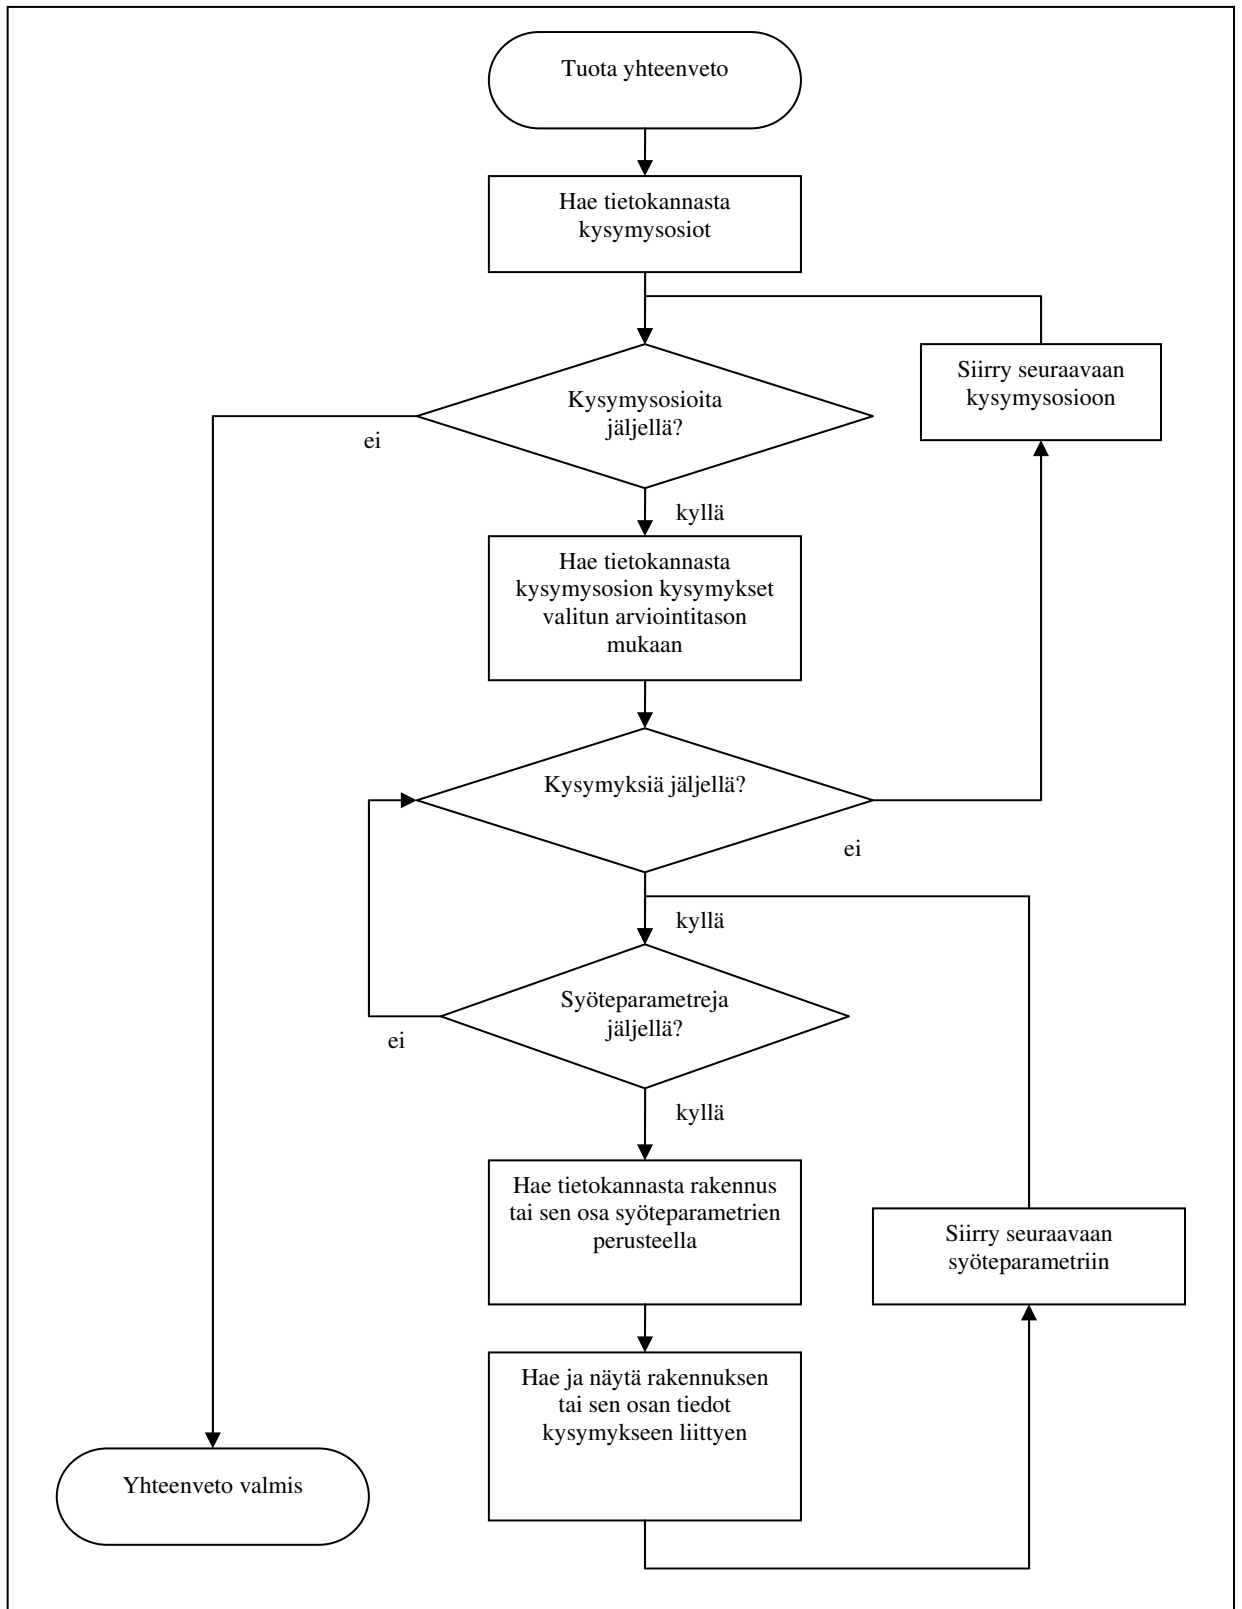 Tuota yhteenveto
Hae tietokannasta
kysymysosiot
Siirry seuraavaan
kysymysosioon
Kysymysosioita
jäljellä?
ei
kyllä
Hae tietokannasta
kysymysosion kysymykset
valitun arviointitason
mukaan
Kysymyksiä jäljellä?
ei
kyllä
Syöteparametreja
jäljellä?
ei
kyllä
Hae tietokannasta rakennus
tai sen osa syöteparametrien
perusteella
Siirry seuraavaan
syöteparametriin
Hae ja näytä rakennuksen
tai sen osan tiedot
kysymykseen liittyen
Yhteenveto valmis